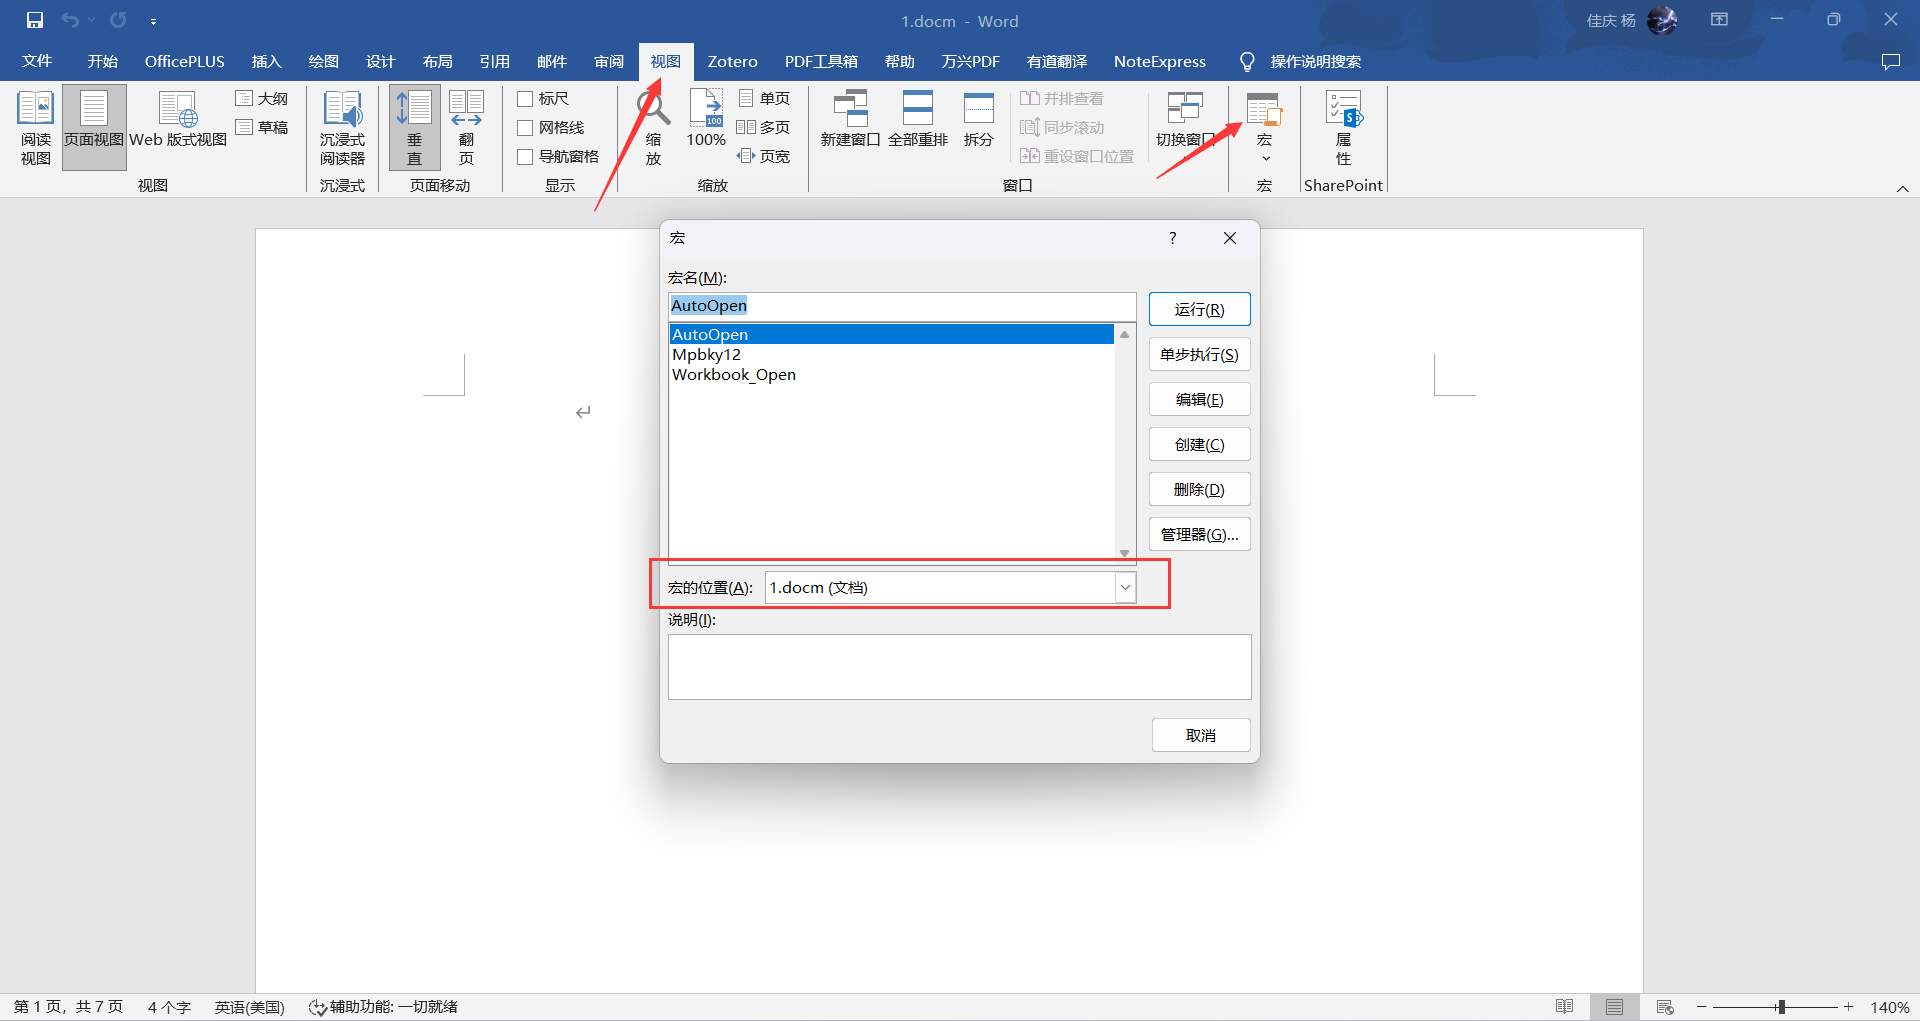 1.docm - Word
佳庆 杨
文件 开始 OfficePLUS 插入 绘图 设计 布局 引用 邮件 审阅 视图 Zotero PDF工具箱 帮助 万兴PDF 有道翻译 NoteExpress 操作说明搜索
阅读
视图
页面视图
Web 版式视图
大纲
草稿
视图
沉浸式
阅读器
沉浸式
垂
直
翻
页
页面移动
标尺
网格线
导航窗格
显示
缩
放
100
100%
单页
多页
页宽
缩放
新建窗口
全部重排
拆分
并排查看
同步滚动
重设窗口位置
切换窗口
窗口
宏
宏
属
性
SharePoint
宏
?
宏名(M):
AutoOpen
AutoOpen
Mpbky12
Workbook_Open
运行(R)
单步执行(S)
编辑(E)
创建(C)
删除(D)
管理器(G)...
宏的位置(A): 1.docm (文档)
说明(I):
取消
第 1 页，共 7 页 4 个字 英语(美国) 辅助功能: 一切就绪
140%